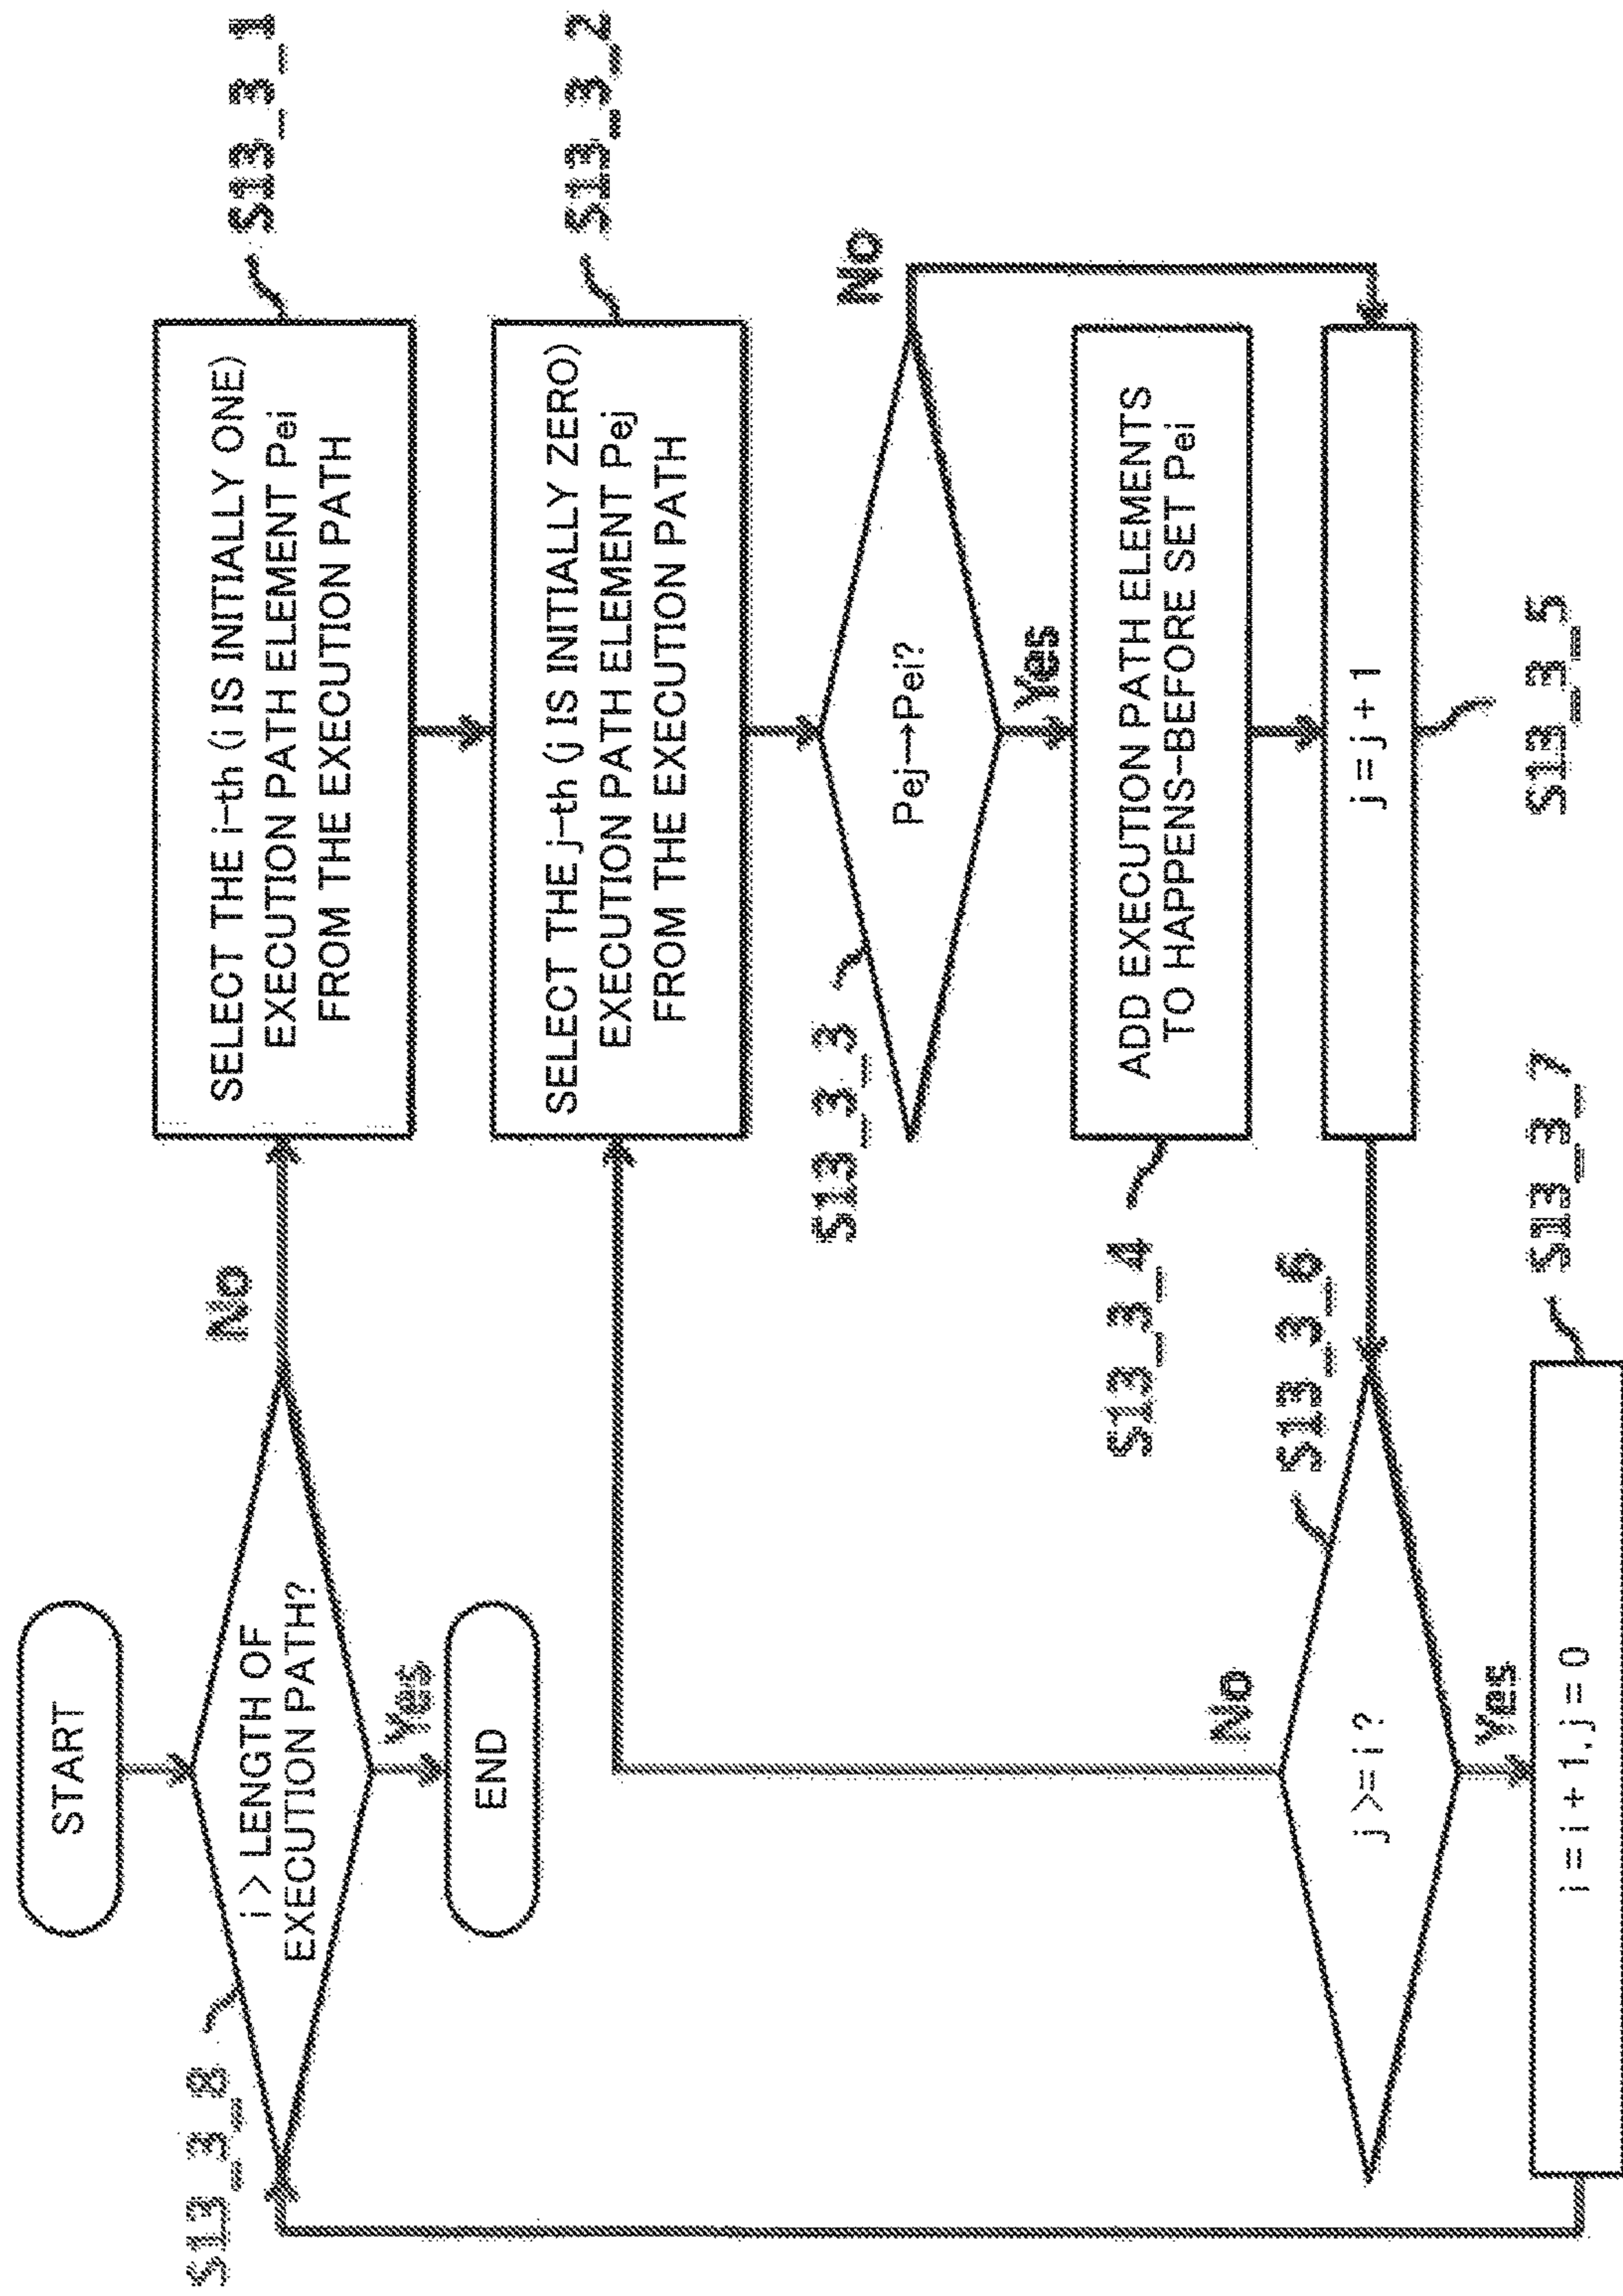 START
S13_3_8
i > LENGTH OF
EXECUTION PATH?
No
Yes
END
SELECT THE i-th (i IS INITIALLY ONE)
EXECUTION PATH ELEMENT Pei
FROM THE EXECUTION PATH
S13_3_1
SELECT THE j-th (j IS INITIALLY ZERO)
EXECUTION PATH ELEMENT Pej
FROM THE EXECUTION PATH
S13_3_2
S13_3_3
Pej→Pei?
No
Yes
S13_3_4
ADD EXECUTION PATH ELEMENTS
TO HAPPENS-BEFORE SET Pei
j = j + 1
S13_3_5
S13_3_6
j >= i ?
No
Yes
i = i + 1, j = 0
S13_3_7